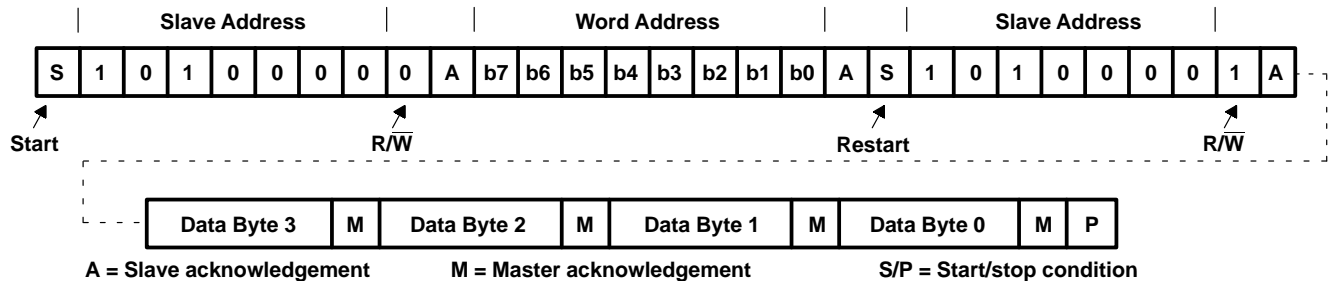 Slave Address Word Address Slave Address
S 1 0 1 0 0 0 0 0 A b7 b6 b5 b4 b3 b2 b1 b0 A S 1 0 1 0 0 0 0 1 A
Start R/W̅ Restart R/W̅
Data Byte 3 M Data Byte 2 M Data Byte 1 M Data Byte 0 M P
A = Slave acknowledgement M = Master acknowledgement S/P = Start/stop condition